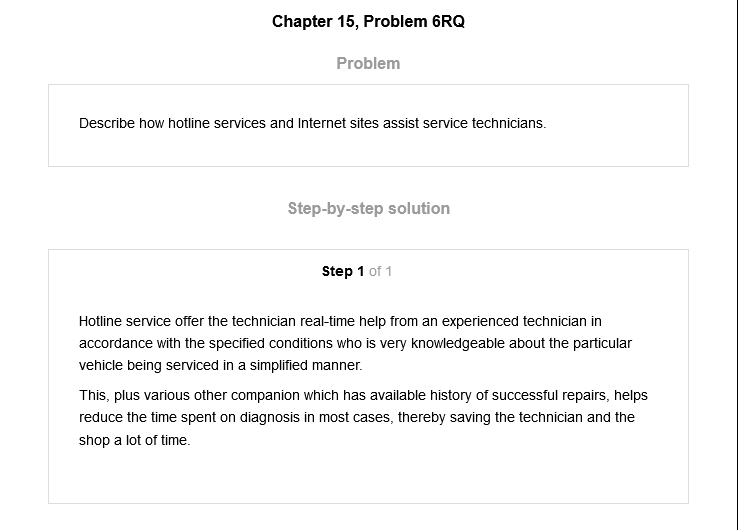 Chapter 15, Problem 6RQ
Problem
Describe how hotline services and Internet sites assist service technicians.
Step-by-step solution
Step 1 of 1
Hotline service offer the technician real-time help from an experienced technician in
accordance with the specified conditions who is very knowledgeable about the particular
vehicle being serviced in a simplified manner.
This, plus various other companion which has available history of successful repairs, helps
reduce the time spent on diagnosis in most cases, thereby saving the technician and the
shop a lot of time.